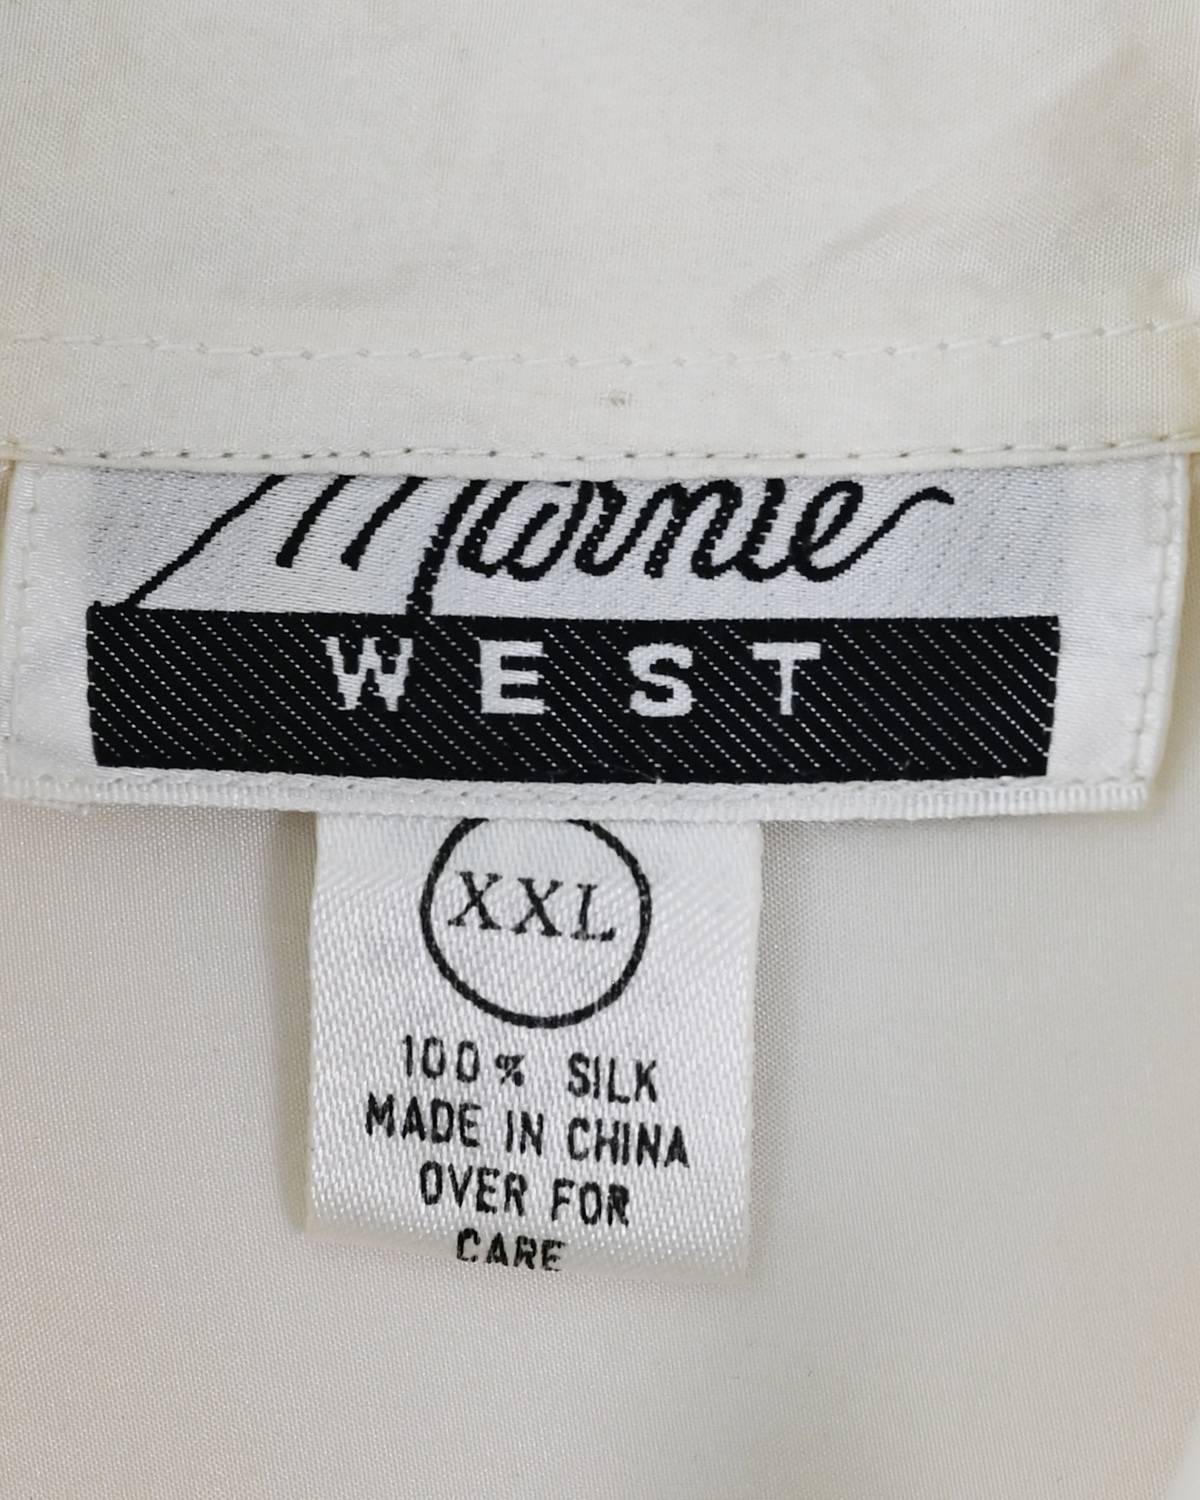 Marnie
WEST
XXL
100% SILK
MADE IN CHINA
OVER FOR
CARE